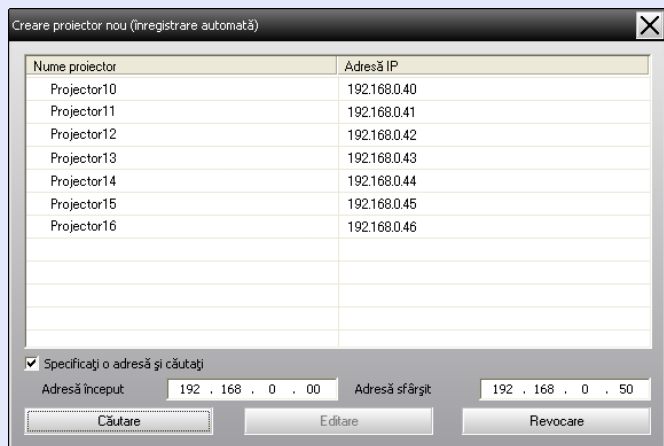 Creare proiector nou (înregistrare automată)
Nume proiector Adresă IP
Projector10 192.168.0.40
Projector11 192.168.0.41
Projector12 192.168.0.42
Projector13 192.168.0.43
Projector14 192.168.0.44
Projector15 192.168.0.45
Projector16 192.168.0.46
Specificaţi o adresă şi căutaţi
Adresă început 192 . 168 . 0 . 00 Adresă sfârşit 192 . 168 . 0 . 50
Căutare Editare Revocare